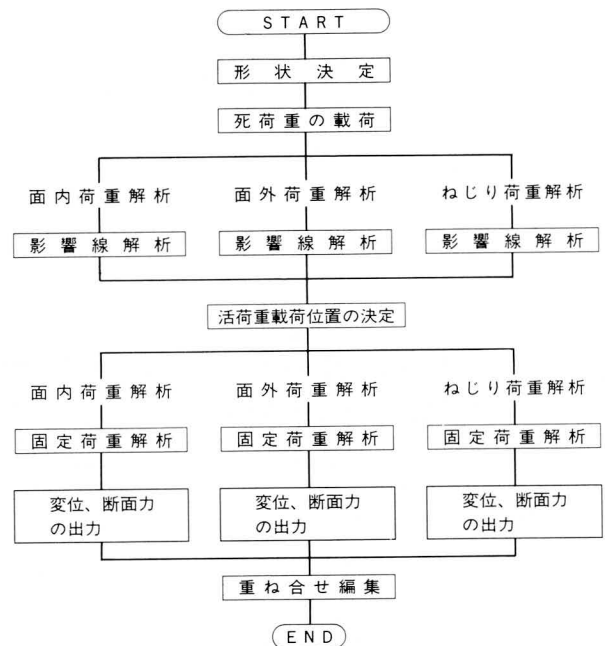 START
形状決定
死荷重の載荷
面内荷重解析
面外荷重解析
ねじり荷重解析
影響線解析
影響線解析
影響線解析
活荷重載荷位置の決定
面内荷重解析
面外荷重解析
ねじり荷重解析
固定荷重解析
固定荷重解析
固定荷重解析
変位、断面力
の出力
変位、断面力
の出力
変位、断面力
の出力
重ね合せ編集
END